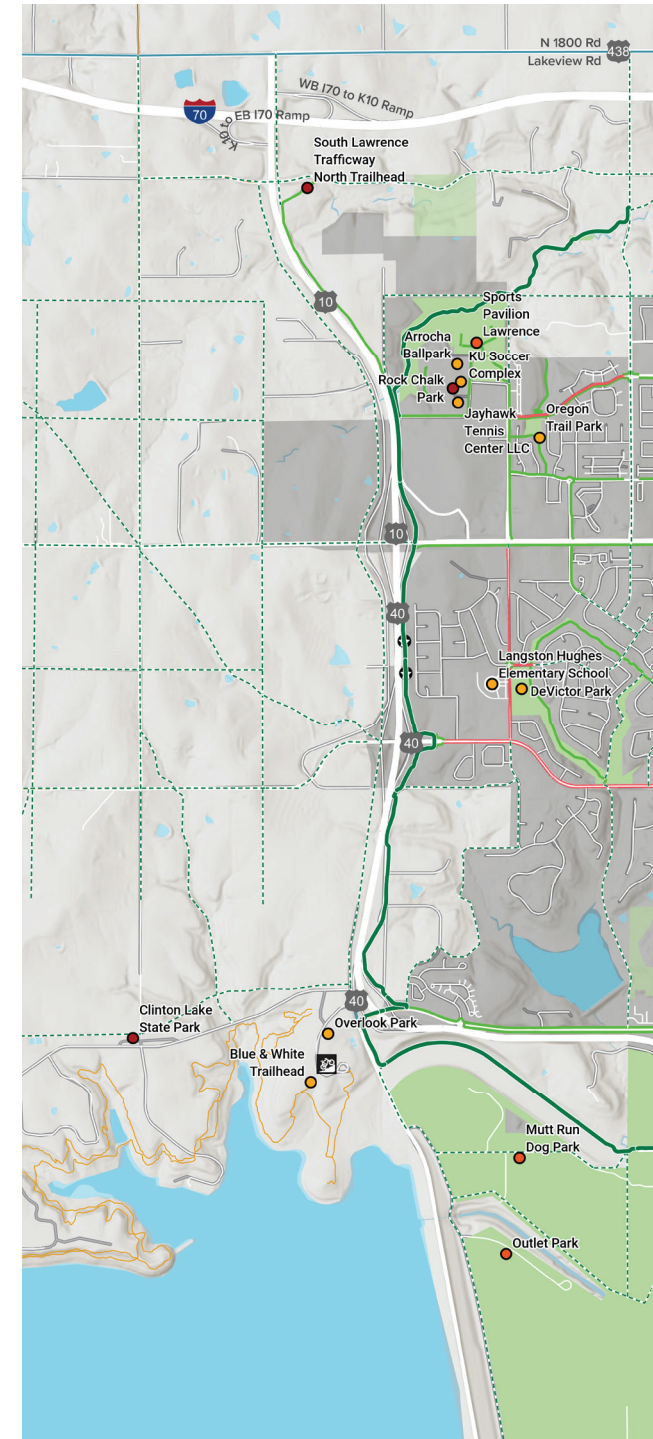 N 1800 Rd
438
Lakeview Rd
WB I70 to K10 Ramp
70
EB I70 Ramp
K10 to
South Lawrence
Trafficway
North Trailhead
10
Sports
Pavilion
Lawrence
Arrocha
Ballpark
KU Soccer
Complex
Rock Chalk
Park
Jayhawk
Tennis
Center LLC
Oregon
Trail Park
10
40
Langston Hughes
Elementary School
DeVictor Park
40
40
Clinton Lake
State Park
Overlook Park
Blue & White
Trailhead
Mutt Run
Dog Park
Outlet Park